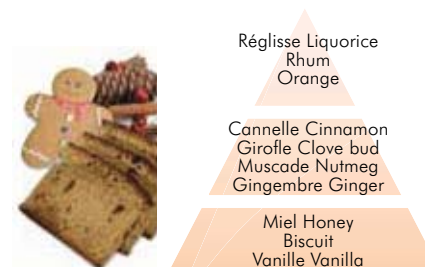 Réglisse Liquorice
Rhum
Orange
Cannelle Cinnamon
Girofle Clove bud
Muscade Nutmeg
Gingembre Ginger
Miel Honey
Biscuit
Vanille Vanilla